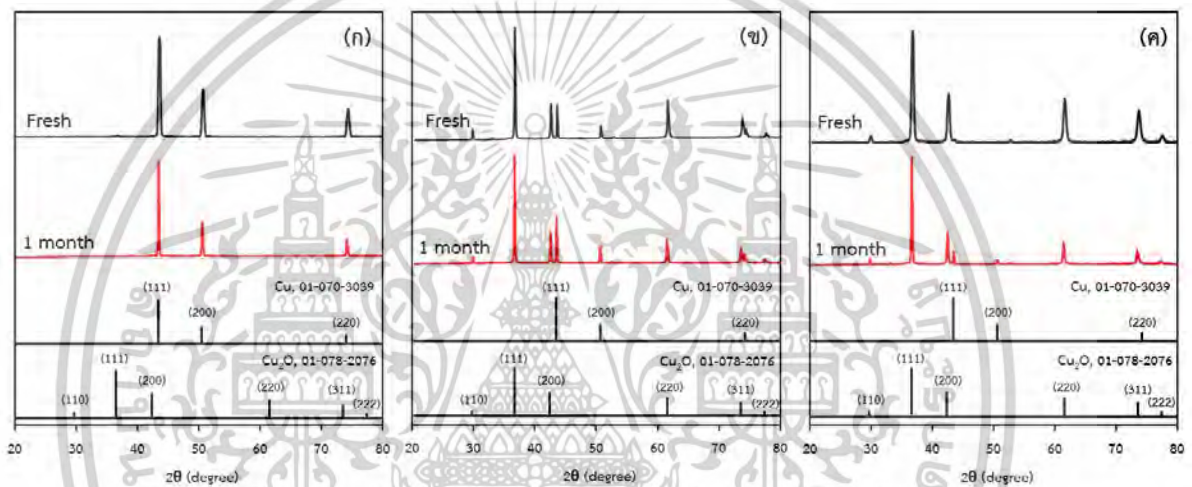 (ก)
Fresh
1 month
Cu, 01-070-3039
(111)
(200)
(220)
Cu₂O, 01-078-2076
(111)
(110)
(200)
(220)
(311)
(222)
20 30 40 50 60 70 80
2θ (degree)
(ข)
Fresh
1 month
Cu, 01-070-3039
(111)
(200)
(220)
Cu₂O, 01-078-2076
(111)
(110)
(200)
(220)
(311)
(222)
20 30 40 50 60 70 80
2θ (degree)
(ค)
Fresh
1 month
Cu, 01-070-3039
(111)
(200)
(220)
Cu₂O, 01-078-2076
(111)
(110)
(200)
(220)
(311)
(222)
20 30 40 50 60 70 80
2θ (degree)